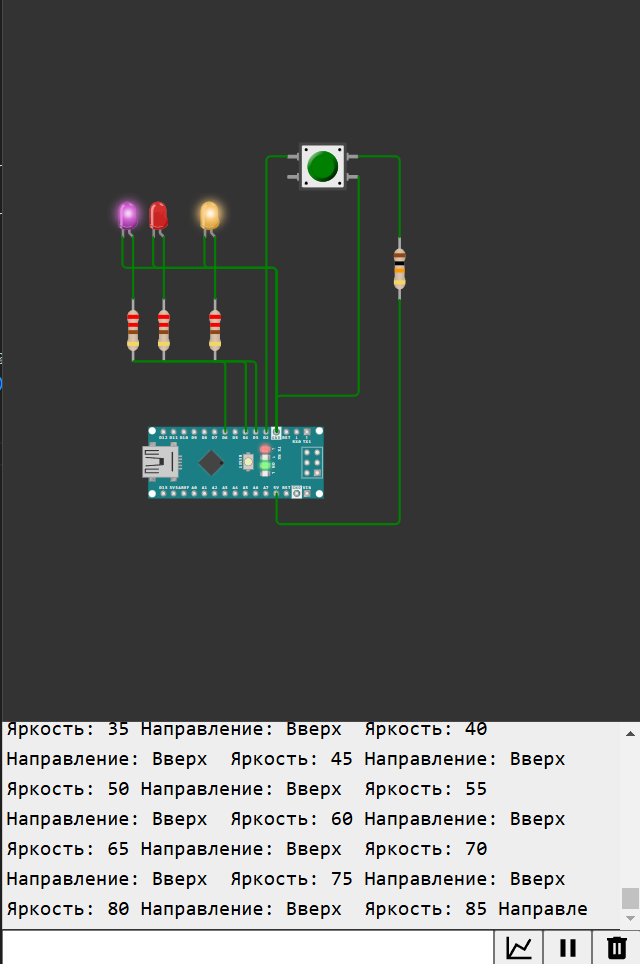 Яркость: 35 Направление: Вверх  Яркость: 40
Направление: Вверх  Яркость: 45 Направление: Вверх
Яркость: 50 Направление: Вверх  Яркость: 55
Направление: Вверх  Яркость: 60 Направление: Вверх
Яркость: 65 Направление: Вверх  Яркость: 70
Направление: Вверх  Яркость: 75 Направление: Вверх
Яркость: 80 Направление: Вверх  Яркость: 85 Направле